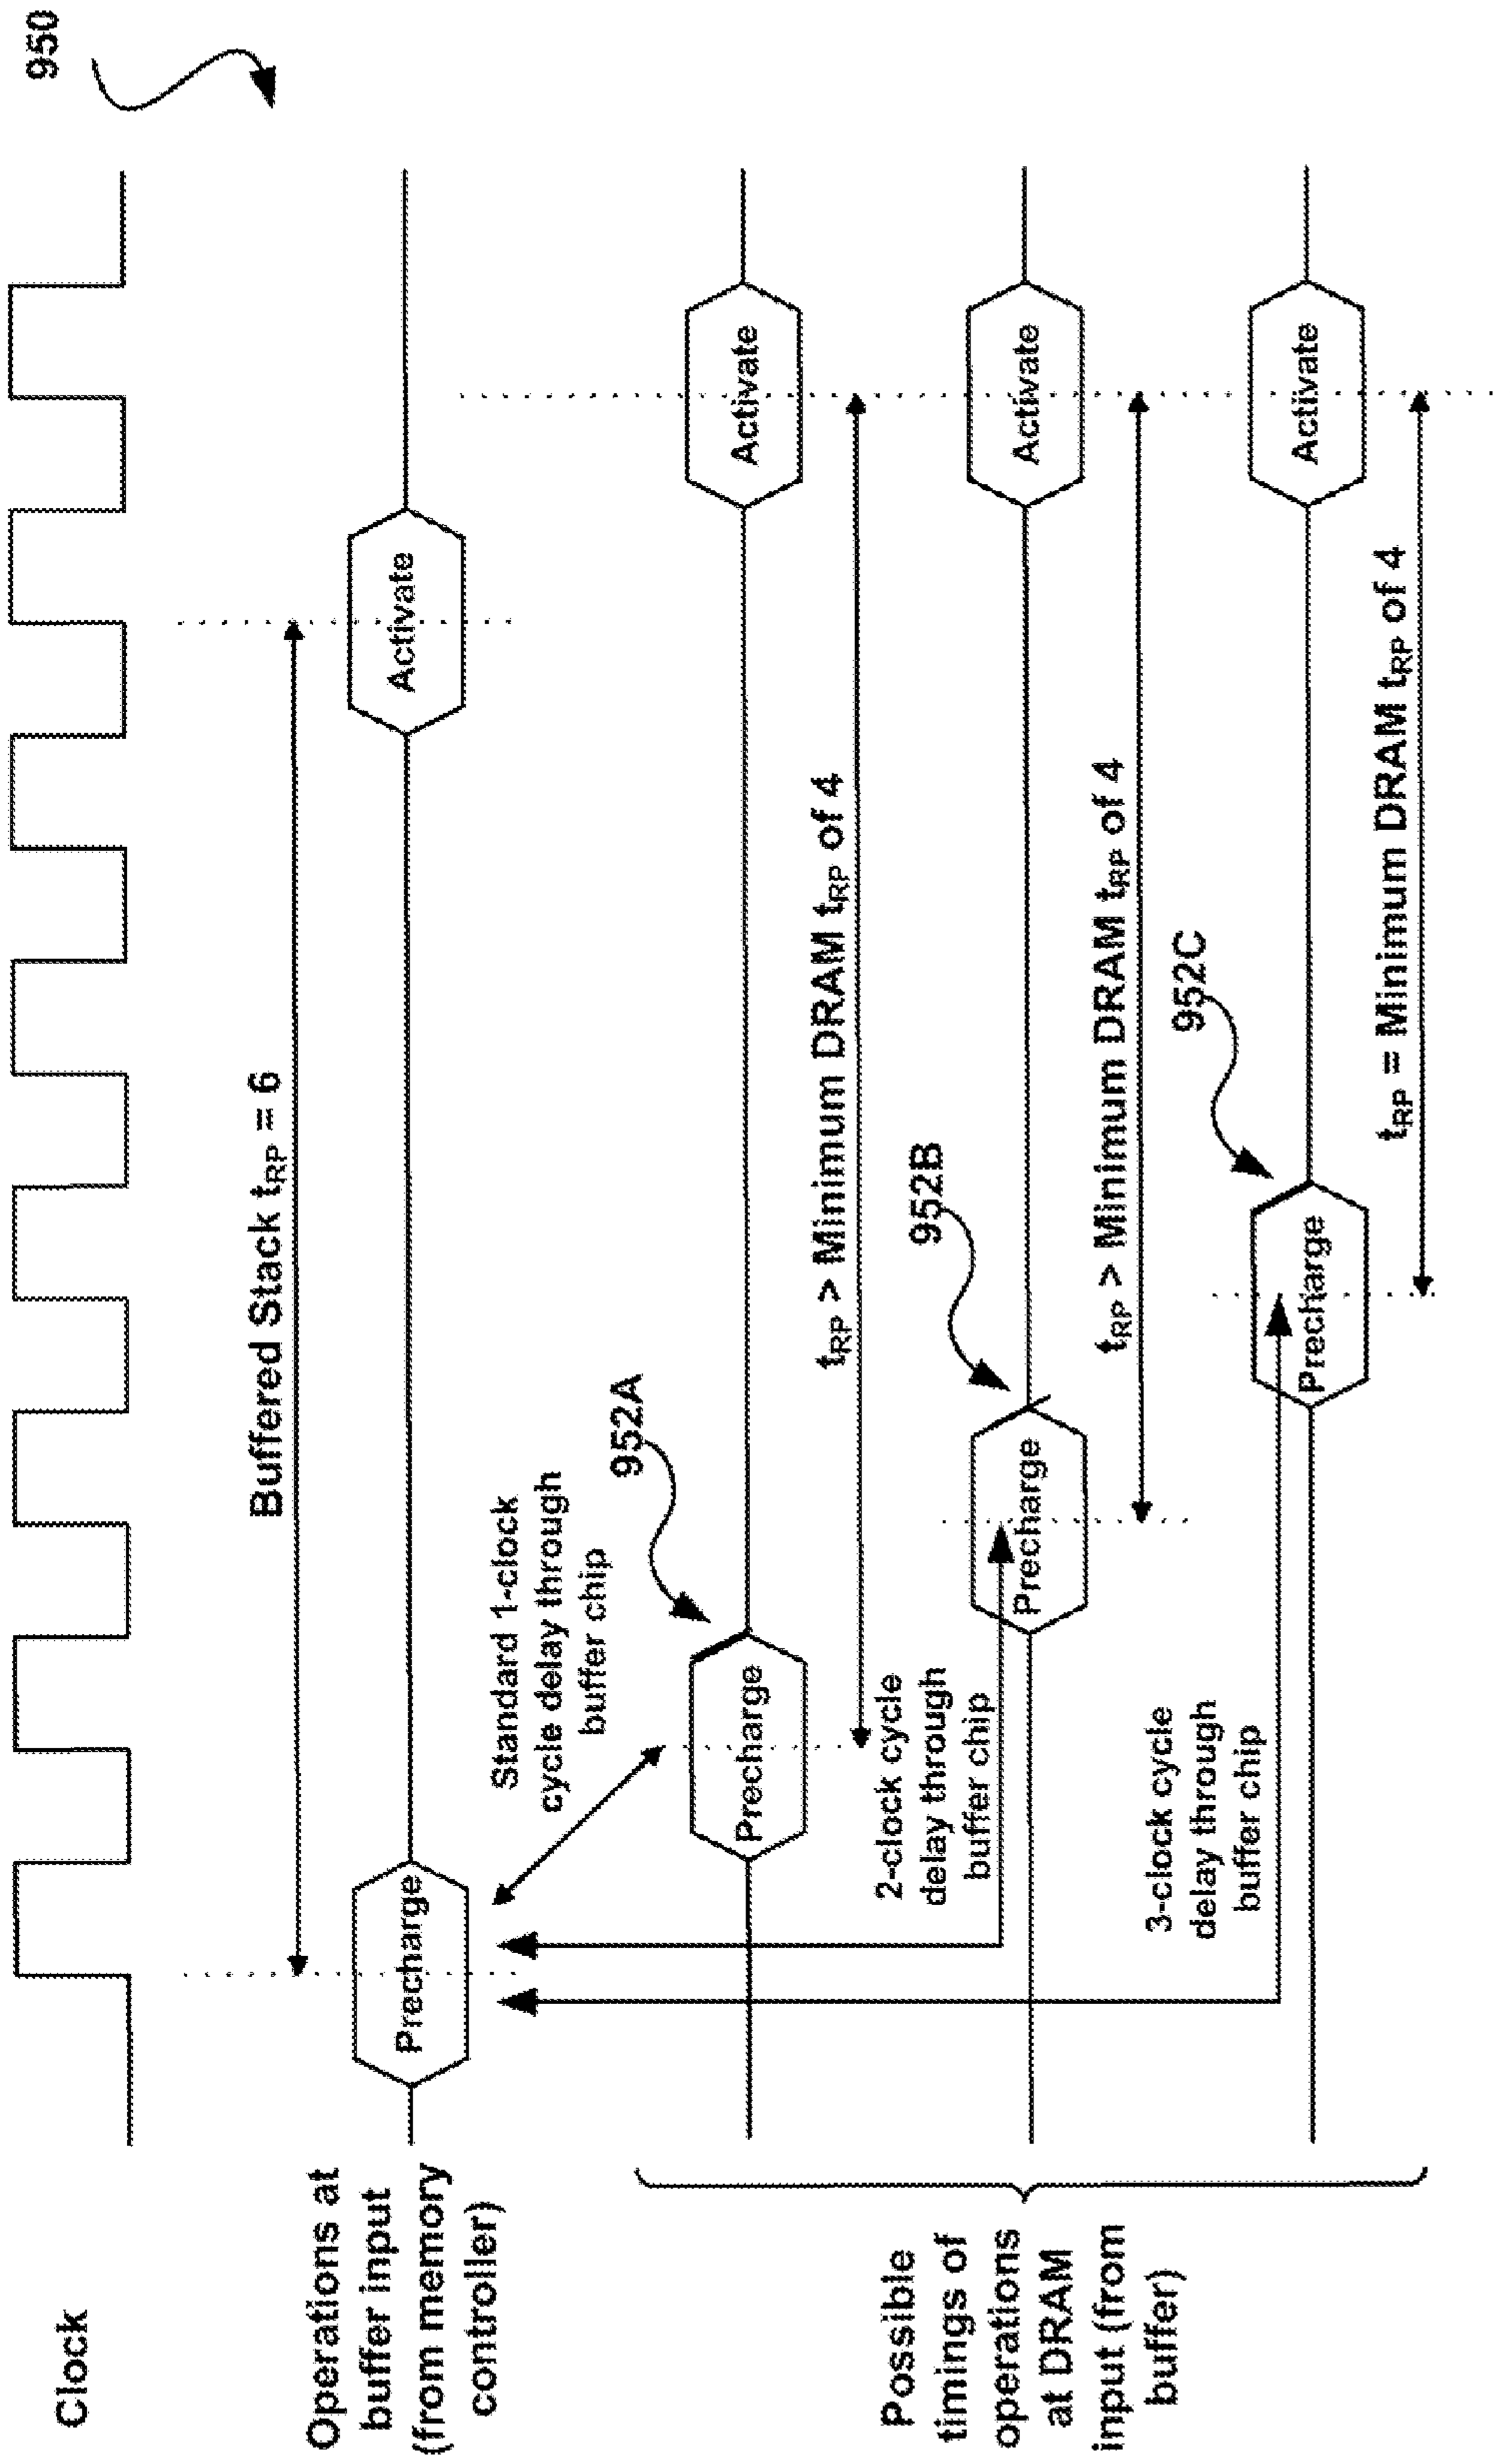 950
Clock
Operations at
buffer input
(from memory
controller)
Buffered Stack tRP = 6
Precharge
Activate
Possible
timings of
operations
at DRAM
input (from
buffer)
Standard 1-clock
cycle delay through
buffer chip
952A
Precharge
Activate
tRP > Minimum DRAM tRP of 4
2-clock cycle
delay through
buffer chip
952B
Precharge
Activate
tRP > Minimum DRAM tRP of 4
3-clock cycle
delay through
buffer chip
952C
Precharge
Activate
tRP = Minimum DRAM tRP of 4